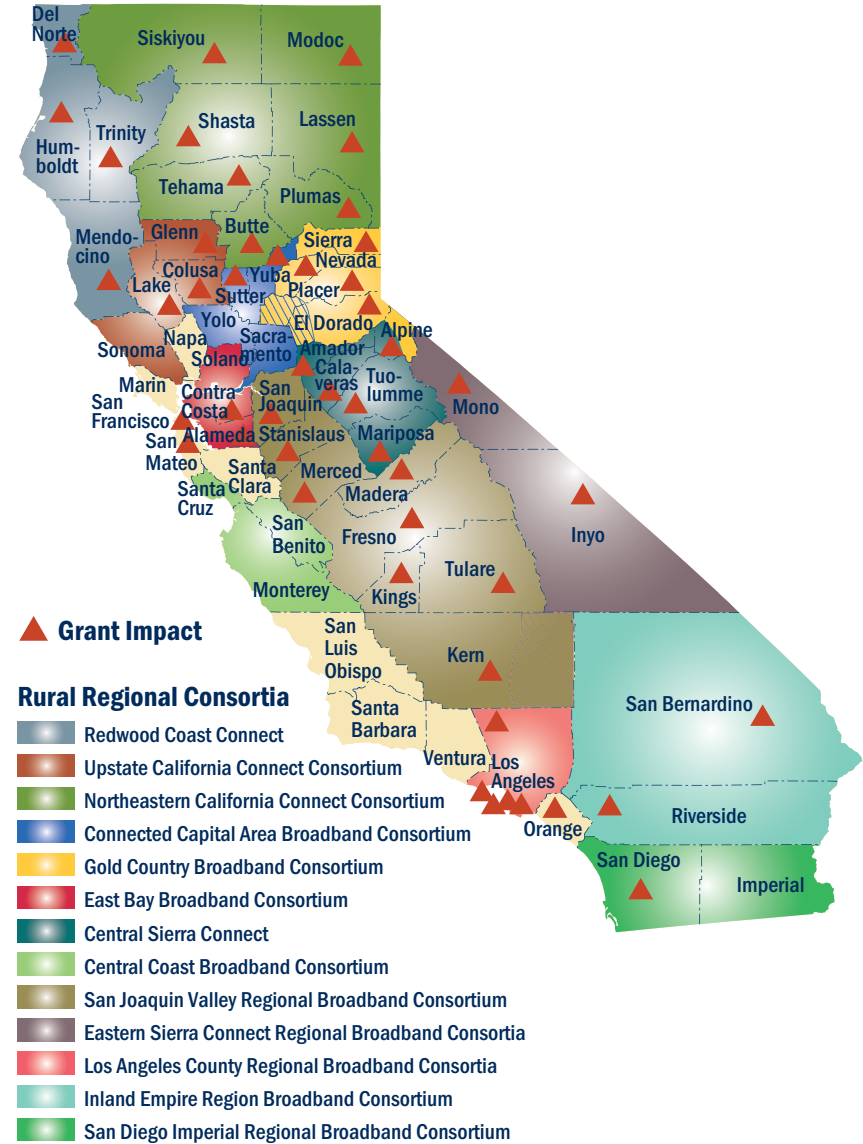 Del
Norte
Siskiyou
Modoc
Hum-
boldt
Trinity
Shasta
Lassen
Tehama
Plumas
Mendo-
cino
Glenn
Butte
Sierra
Nevada
Colusa
Yuba
Lake
Sutter
Placer
Yolo
El Dorado
Napa
Sacra-
mento
Alpine
Sonoma
Solano
Amador
Marin
Cala-
veras
Tuo-
lumme
Contra
Costa
San
Joaquin
Mono
San
Francisco
Alameda
Stanislaus
Mariposa
San
Mateo
Merced
Santa
Clara
Madera
Santa
Cruz
San
Benito
Fresno
Inyo
Monterey
Kings
Tulare
Grant Impact
San
Luis
Obispo
Kern
Santa
Barbara
San Bernardino
Ventura
Los
Angeles
Orange
Riverside
San Diego
Imperial
Rural Regional Consortia
Redwood Coast Connect
Upstate California Connect Consortium
Northeastern California Connect Consortium
Connected Capital Area Broadband Consortium
Gold Country Broadband Consortium
East Bay Broadband Consortium
Central Sierra Connect
Central Coast Broadband Consortium
San Joaquin Valley Regional Broadband Consortium
Eastern Sierra Connect Regional Broadband Consortia
Los Angeles County Regional Broadband Consortia
Inland Empire Region Broadband Consortium
San Diego Imperial Regional Broadband Consortium